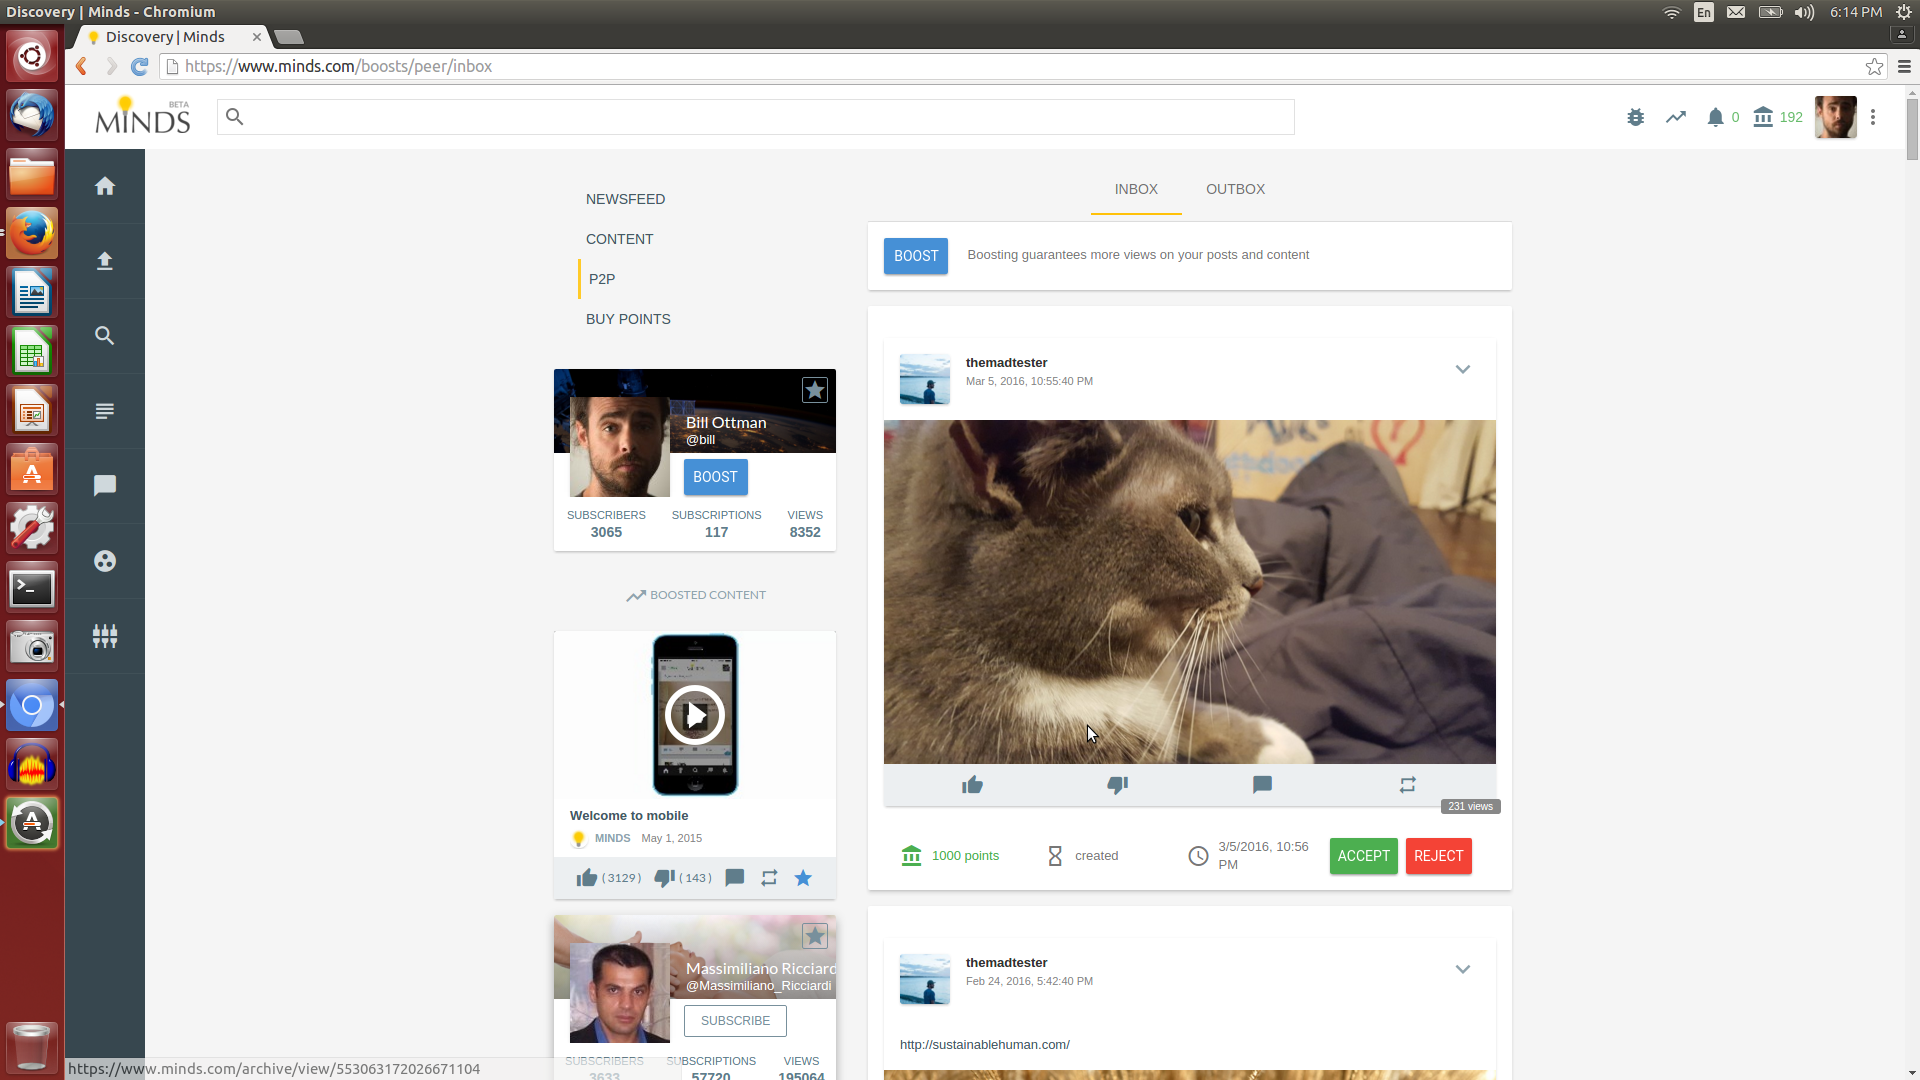 Discovery | Minds - Chromium
En
6:14 PM
Discovery | Minds
https://www.minds.com/boosts/peer/inbox
MINDS
BETA
0
192
NEWSFEED
CONTENT
P2P
BUY POINTS
INBOX
OUTBOX
BOOST
Boosting guarantees more views on your posts and content
Bill Ottman
@bill
BOOST
SUBSCRIBERS
SUBSCRIPTIONS
VIEWS
3065
117
8352
BOOSTED CONTENT
Welcome to mobile
MINDS May 1, 2015
( 3129 )
( 143 )
Massimiliano Ricciard
@Massimiliano_Ricciardi
SUBSCRIBE
SUBSCRIBERS
SUBSCRIPTIONS
VIEWS
3633
57720
195064
themadtester
Mar 5, 2016, 10:55:40 PM
231 views
1000 points
created
3/5/2016, 10:56
PM
ACCEPT
REJECT
themadtester
Feb 24, 2016, 5:42:40 PM
http://sustainablehuman.com/
https://www.minds.com/archive/view/553063172026671104